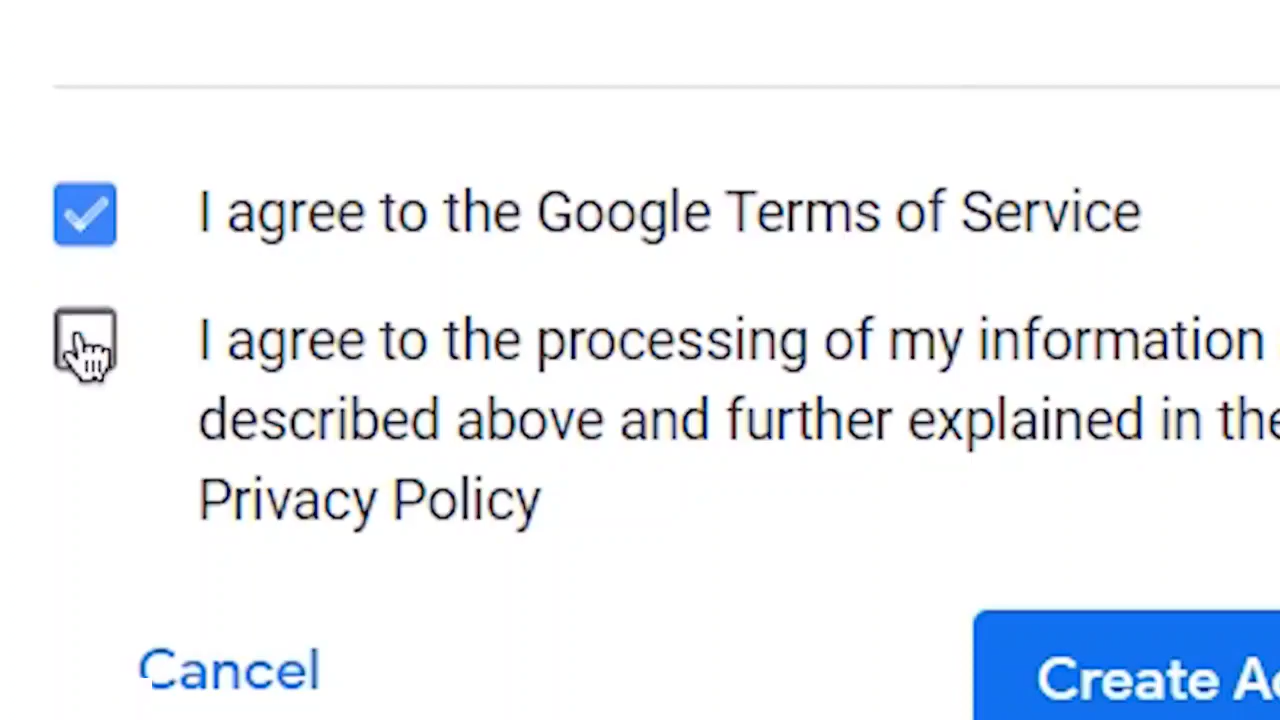 I agree to the Google Terms of Service
I agree to the processing of my information
described above and further explained in the
Privacy Policy
Cancel
Create Ac